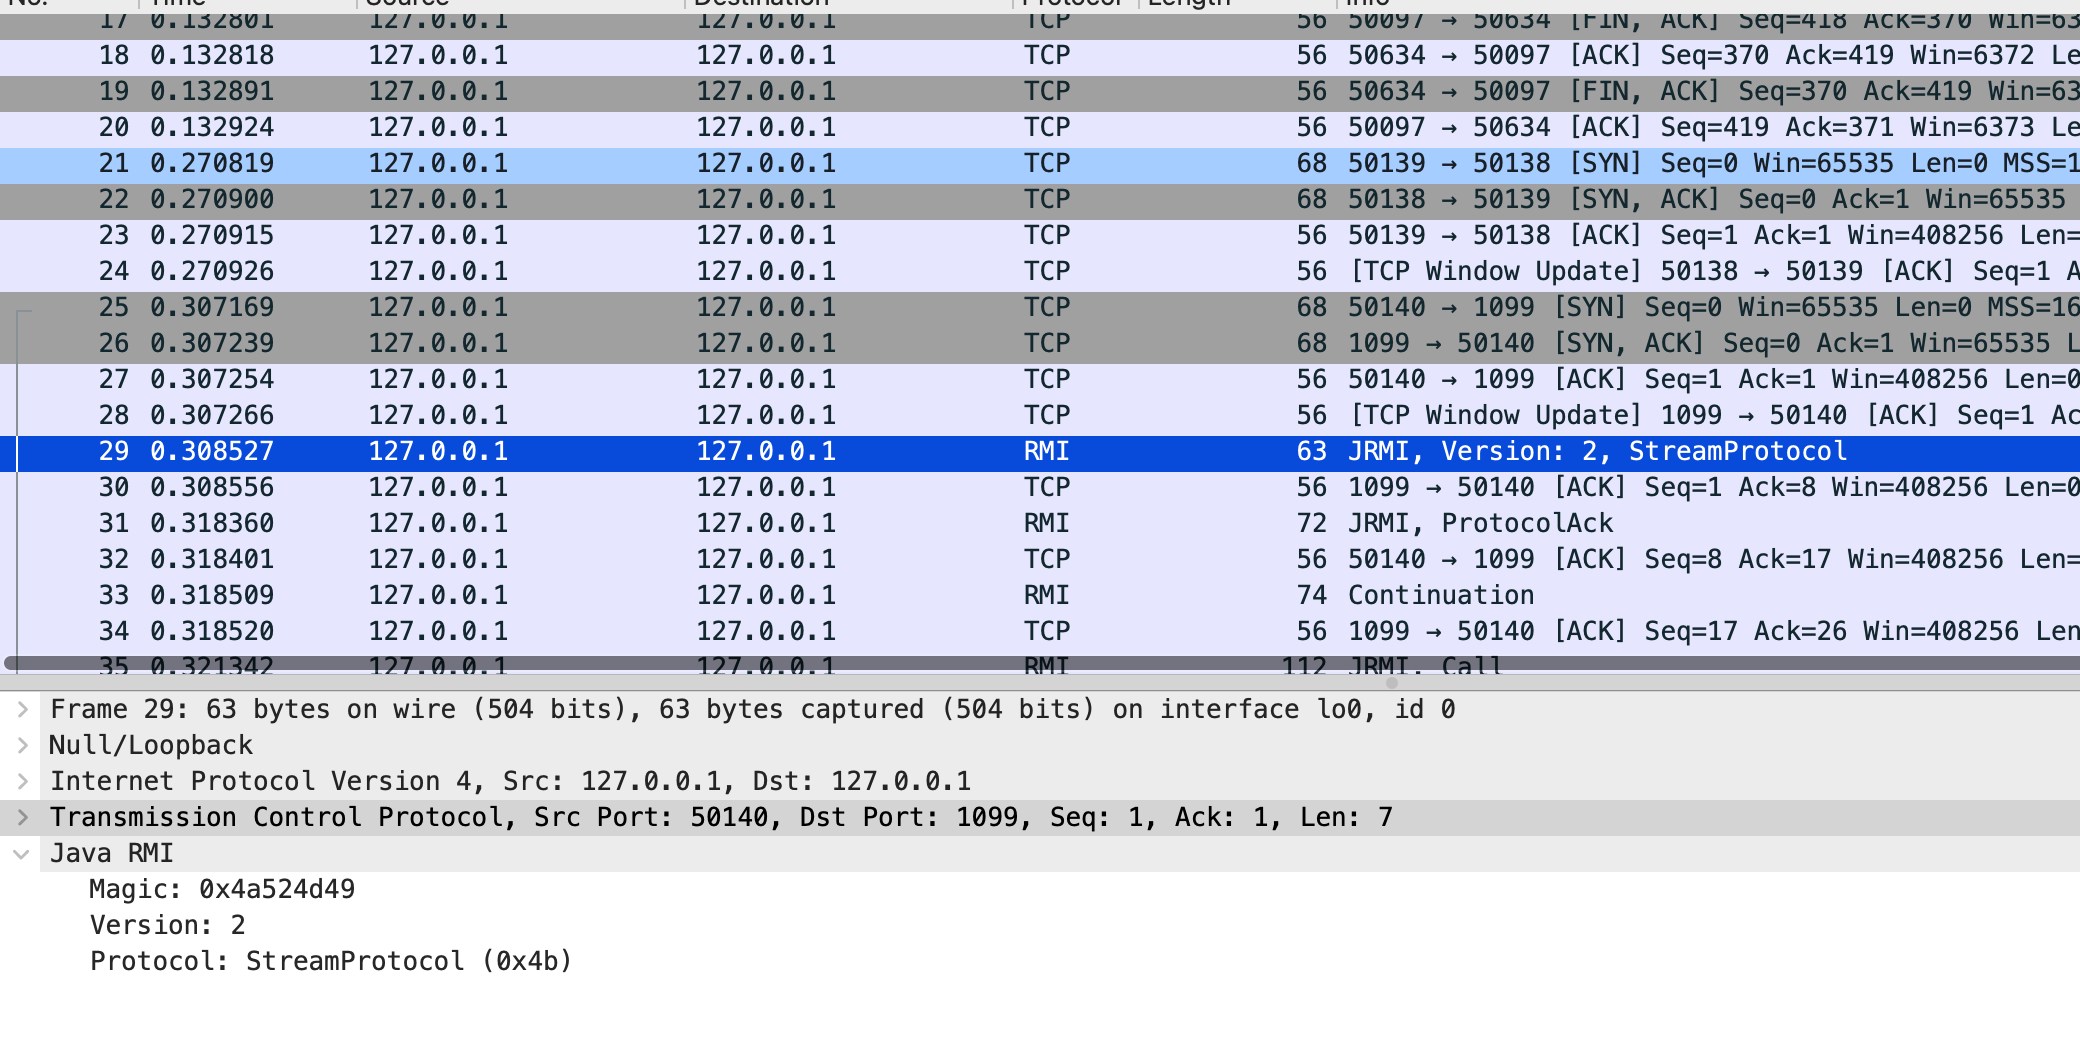 No. Time Source Destination Protocol Length Info
17 0.132801 127.0.0.1 127.0.0.1 TCP 56 50097 → 50634 [FIN, ACK] Seq=418 Ack=370 Win=63
18 0.132818 127.0.0.1 127.0.0.1 TCP 56 50634 → 50097 [ACK] Seq=370 Ack=419 Win=6372 Le
19 0.132891 127.0.0.1 127.0.0.1 TCP 56 50634 → 50097 [FIN, ACK] Seq=370 Ack=419 Win=63
20 0.132924 127.0.0.1 127.0.0.1 TCP 56 50097 → 50634 [ACK] Seq=419 Ack=371 Win=6373 Le
21 0.270819 127.0.0.1 127.0.0.1 TCP 68 50139 → 50138 [SYN] Seq=0 Win=65535 Len=0 MSS=1
22 0.270900 127.0.0.1 127.0.0.1 TCP 68 50138 → 50139 [SYN, ACK] Seq=0 Ack=1 Win=65535
23 0.270915 127.0.0.1 127.0.0.1 TCP 56 50139 → 50138 [ACK] Seq=1 Ack=1 Win=408256 Len=
24 0.270926 127.0.0.1 127.0.0.1 TCP 56 [TCP Window Update] 50138 → 50139 [ACK] Seq=1 A
25 0.307169 127.0.0.1 127.0.0.1 TCP 68 50140 → 1099 [SYN] Seq=0 Win=65535 Len=0 MSS=16
26 0.307239 127.0.0.1 127.0.0.1 TCP 68 1099 → 50140 [SYN, ACK] Seq=0 Ack=1 Win=65535 L
27 0.307254 127.0.0.1 127.0.0.1 TCP 56 50140 → 1099 [ACK] Seq=1 Ack=1 Win=408256 Len=0
28 0.307266 127.0.0.1 127.0.0.1 TCP 56 [TCP Window Update] 1099 → 50140 [ACK] Seq=1 Ac
29 0.308527 127.0.0.1 127.0.0.1 RMI 63 JRMI, Version: 2, StreamProtocol
30 0.308556 127.0.0.1 127.0.0.1 TCP 56 1099 → 50140 [ACK] Seq=1 Ack=8 Win=408256 Len=0
31 0.318360 127.0.0.1 127.0.0.1 RMI 72 JRMI, ProtocolAck
32 0.318401 127.0.0.1 127.0.0.1 TCP 56 50140 → 1099 [ACK] Seq=8 Ack=17 Win=408256 Len=
33 0.318509 127.0.0.1 127.0.0.1 RMI 74 Continuation
34 0.318520 127.0.0.1 127.0.0.1 TCP 56 1099 → 50140 [ACK] Seq=17 Ack=26 Win=408256 Len
35 0.321342 127.0.0.1 127.0.0.1 RMI 112 JRMI, Call
Frame 29: 63 bytes on wire (504 bits), 63 bytes captured (504 bits) on interface lo0, id 0
Null/Loopback
Internet Protocol Version 4, Src: 127.0.0.1, Dst: 127.0.0.1
Transmission Control Protocol, Src Port: 50140, Dst Port: 1099, Seq: 1, Ack: 1, Len: 7
Java RMI
Magic: 0x4a524d49
Version: 2
Protocol: StreamProtocol (0x4b)